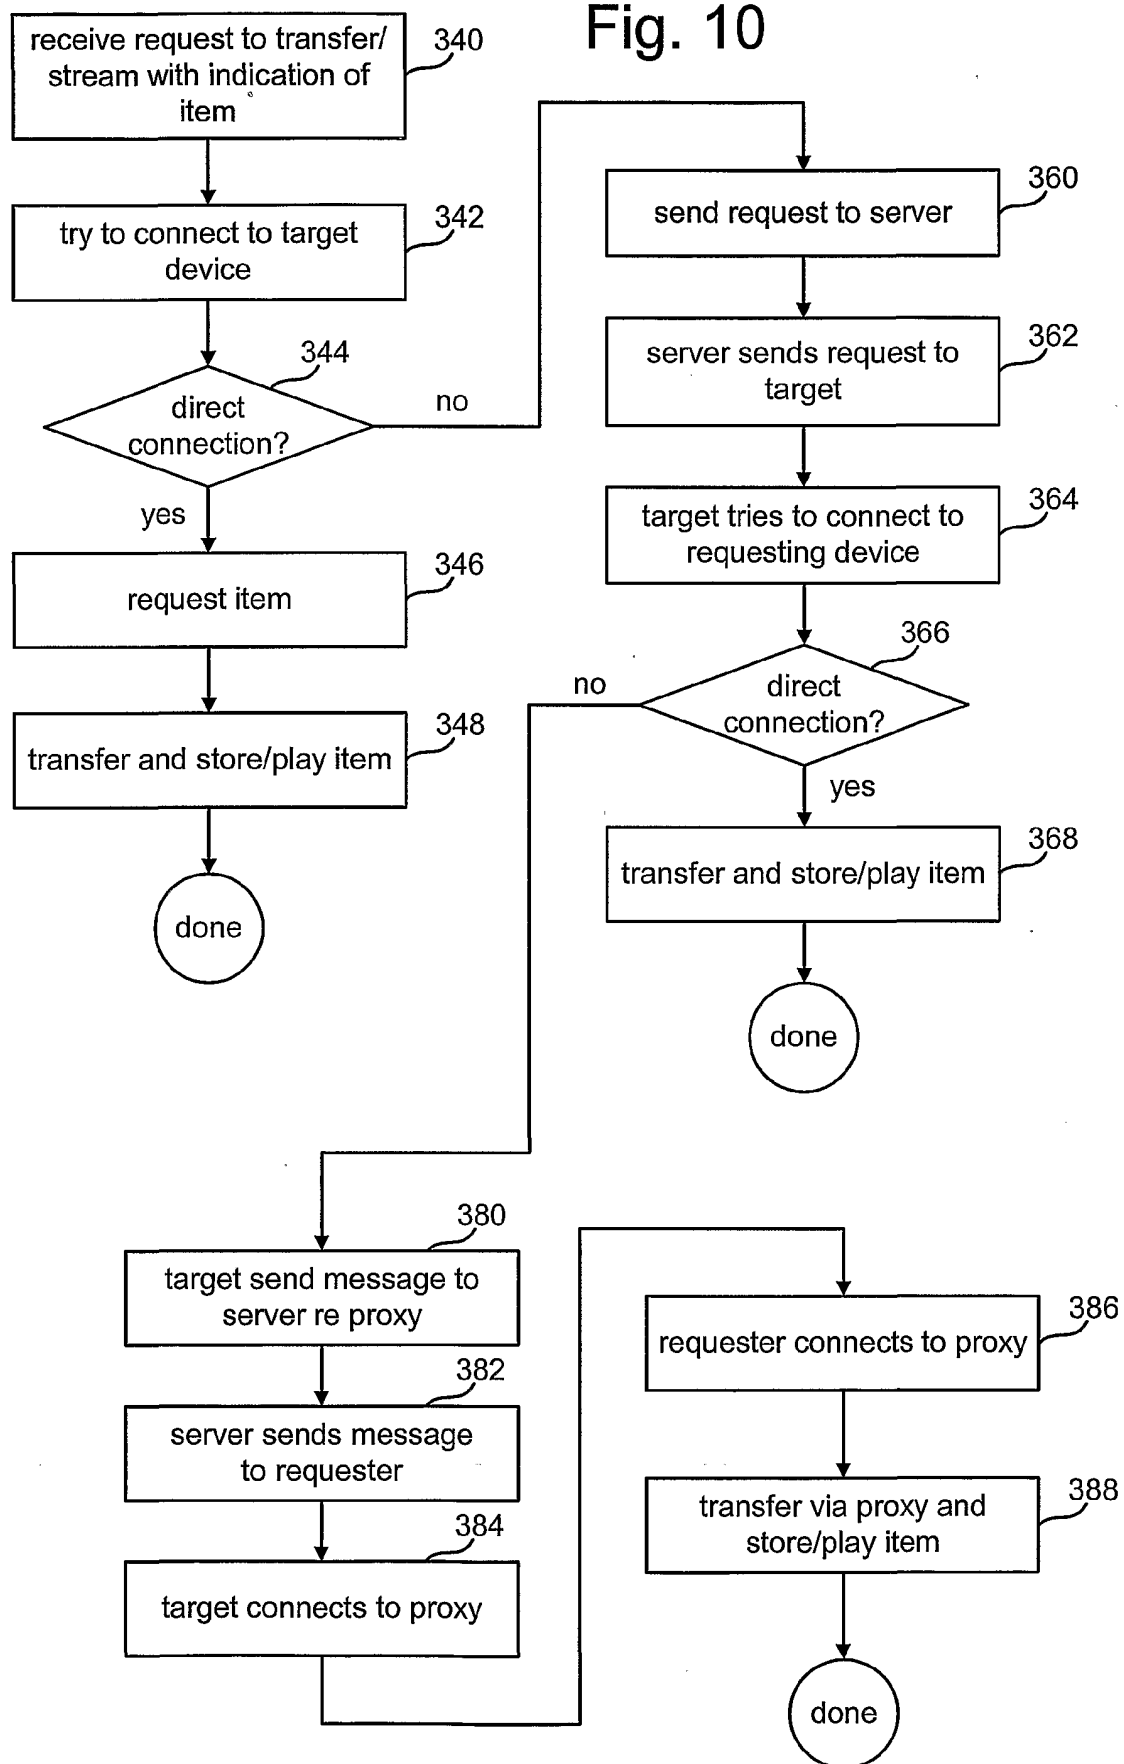 Fig. 10
receive request to transfer/
stream with indication of
item
340
try to connect to target
device
342
344
direct
connection?
no
yes
request item
346
transfer and store/play item
348
done
send request to server
360
server sends request to
target
362
target tries to connect to
requesting device
364
366
direct
connection?
no
yes
transfer and store/play item
368
done
380
target send message to
server re proxy
382
server sends message
to requester
384
target connects to proxy
requester connects to proxy
386
transfer via proxy and
store/play item
388
done